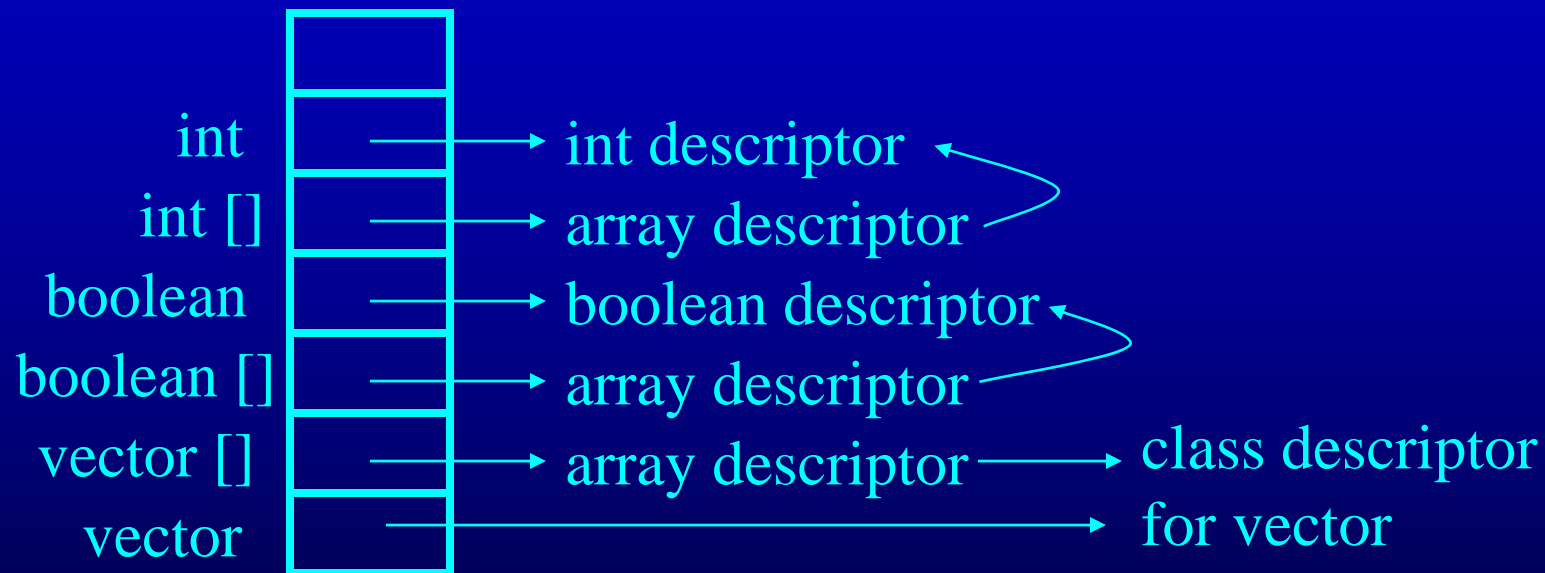 int
int descriptor
int []
array descriptor
boolean
boolean descriptor
boolean []
array descriptor
vector []
array descriptor
class descriptor
for vector
vector